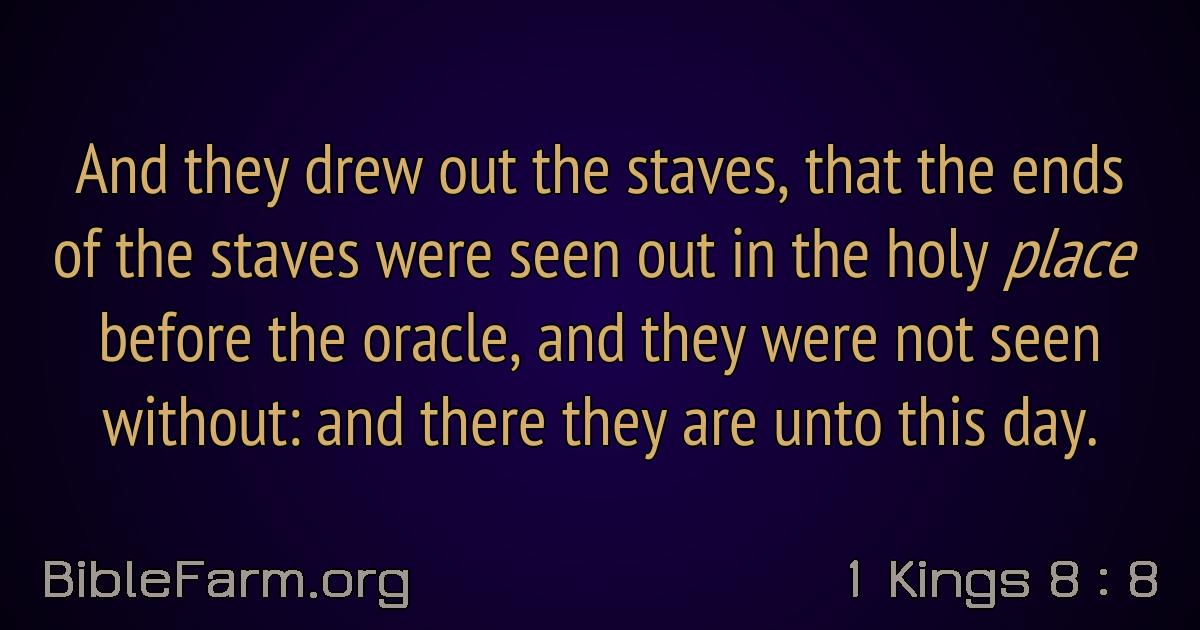 And they drew out the staves, that the ends
of the staves were seen out in the holy place
before the oracle, and they were not seen
without: and there they are unto this day.
BibleFarm.org
1 Kings 8 : 8